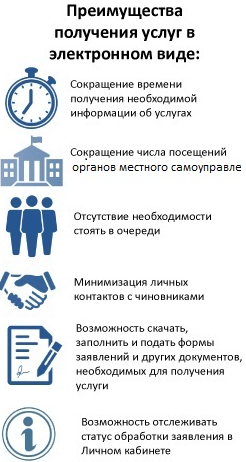 Преимущества
получения услуг в
электронном виде:
Сокращение времени
получения необходимой
информации об услугах
Сокращение числа посещений
органов местного самоуправле
Отсутствие необходимости
стоять в очереди
Минимизация личных
контактов с чиновниками
Возможность скачать,
заполнить и подать формы
заявлений и других документов,
необходимых для получения
услуги
Возможность отслеживать
статус обработки заявления в
Личном кабинете